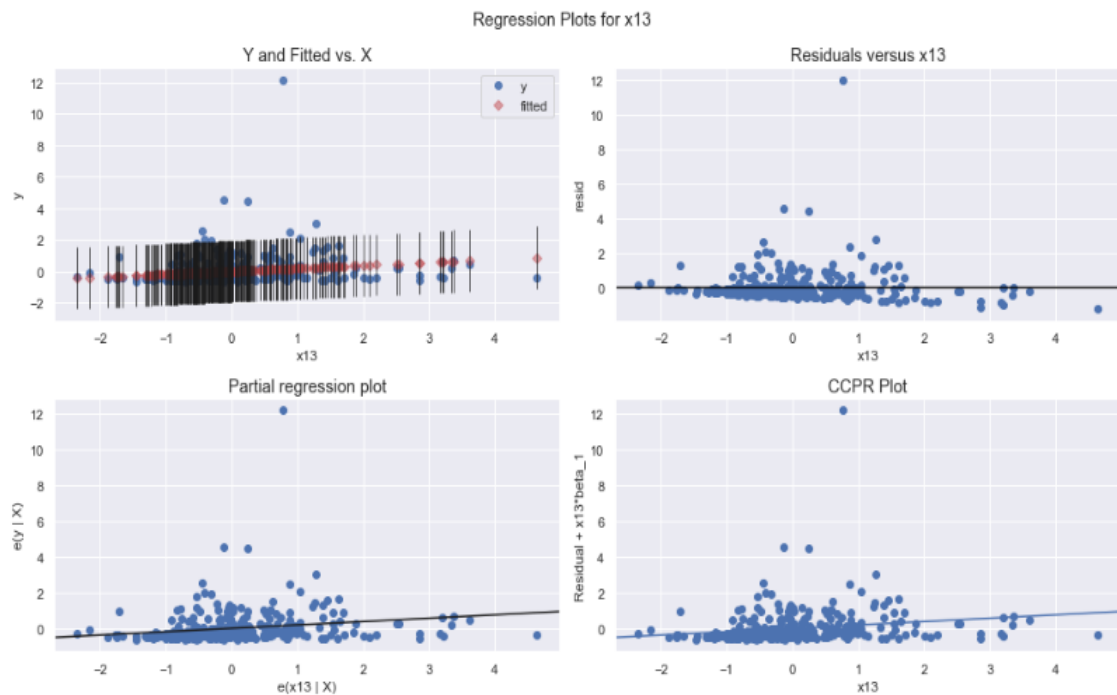 Regression Plots for x13
Y and Fitted vs. X
12
10
8
6
4
2
0
−2
y
−2 −1 0 1 2 3 4
x13
y
fitted
Residuals versus x13
12
10
8
6
4
2
0
resid
−2 −1 0 1 2 3 4
x13
Partial regression plot
12
10
8
6
4
2
0
e(y | X)
−2 −1 0 1 2 3 4
e(x13 | X)
CCPR Plot
12
10
8
6
4
2
0
Residual + x13*beta_1
−2 −1 0 1 2 3 4
x13